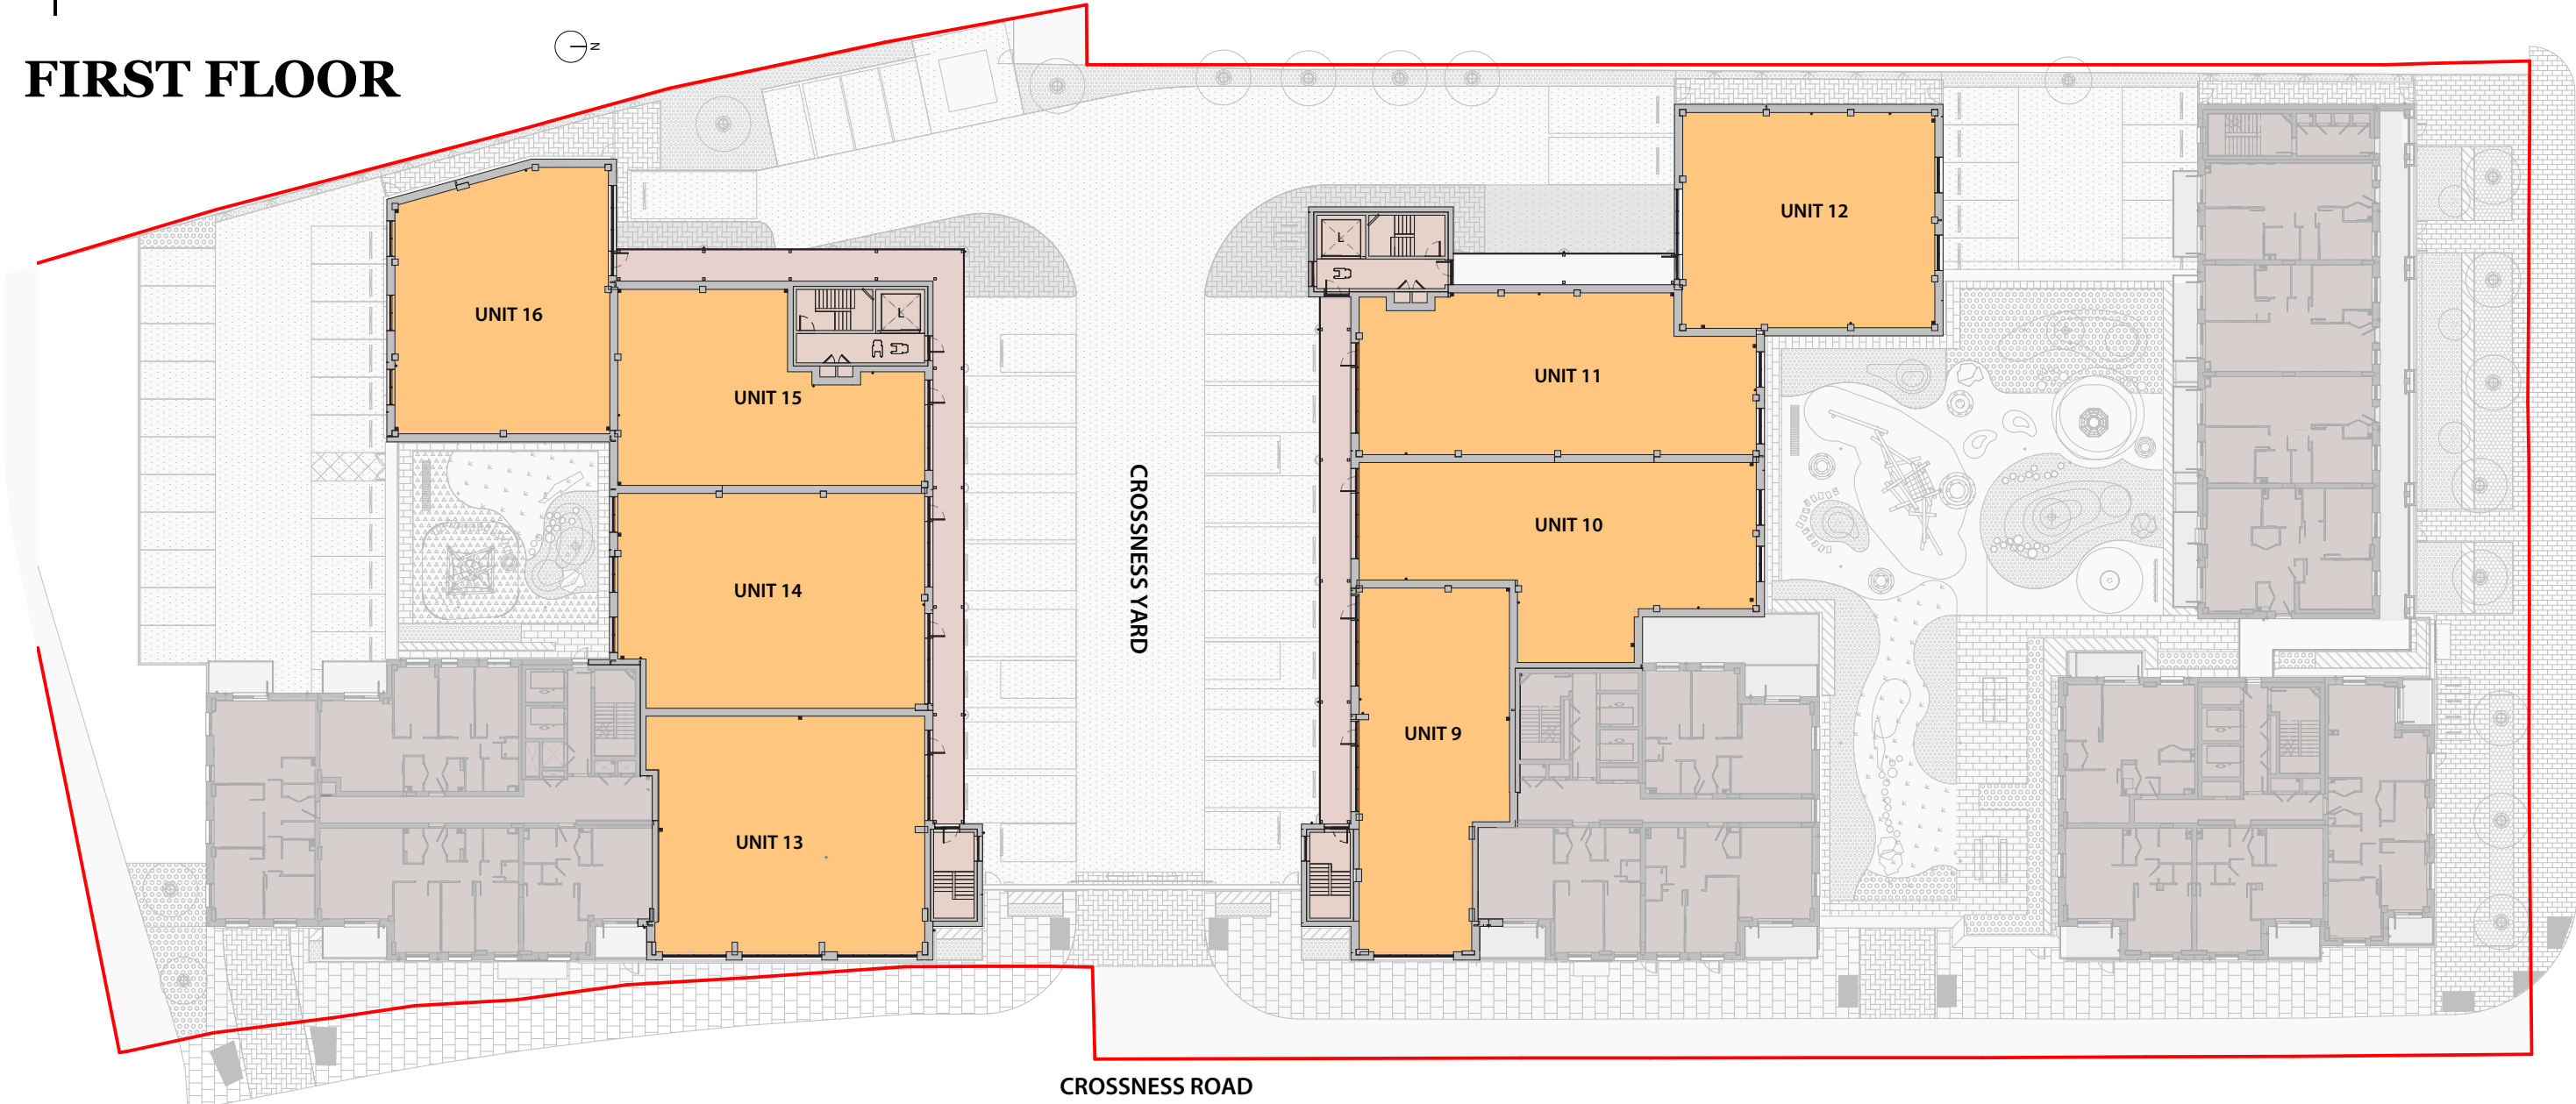 FIRST FLOOR
N
UNIT 12
L
UNIT 16
L
UNIT 11
UNIT 15
UNIT 10
CROSSNESS YARD
UNIT 14
UNIT 9
UNIT 13
CROSSNESS ROAD